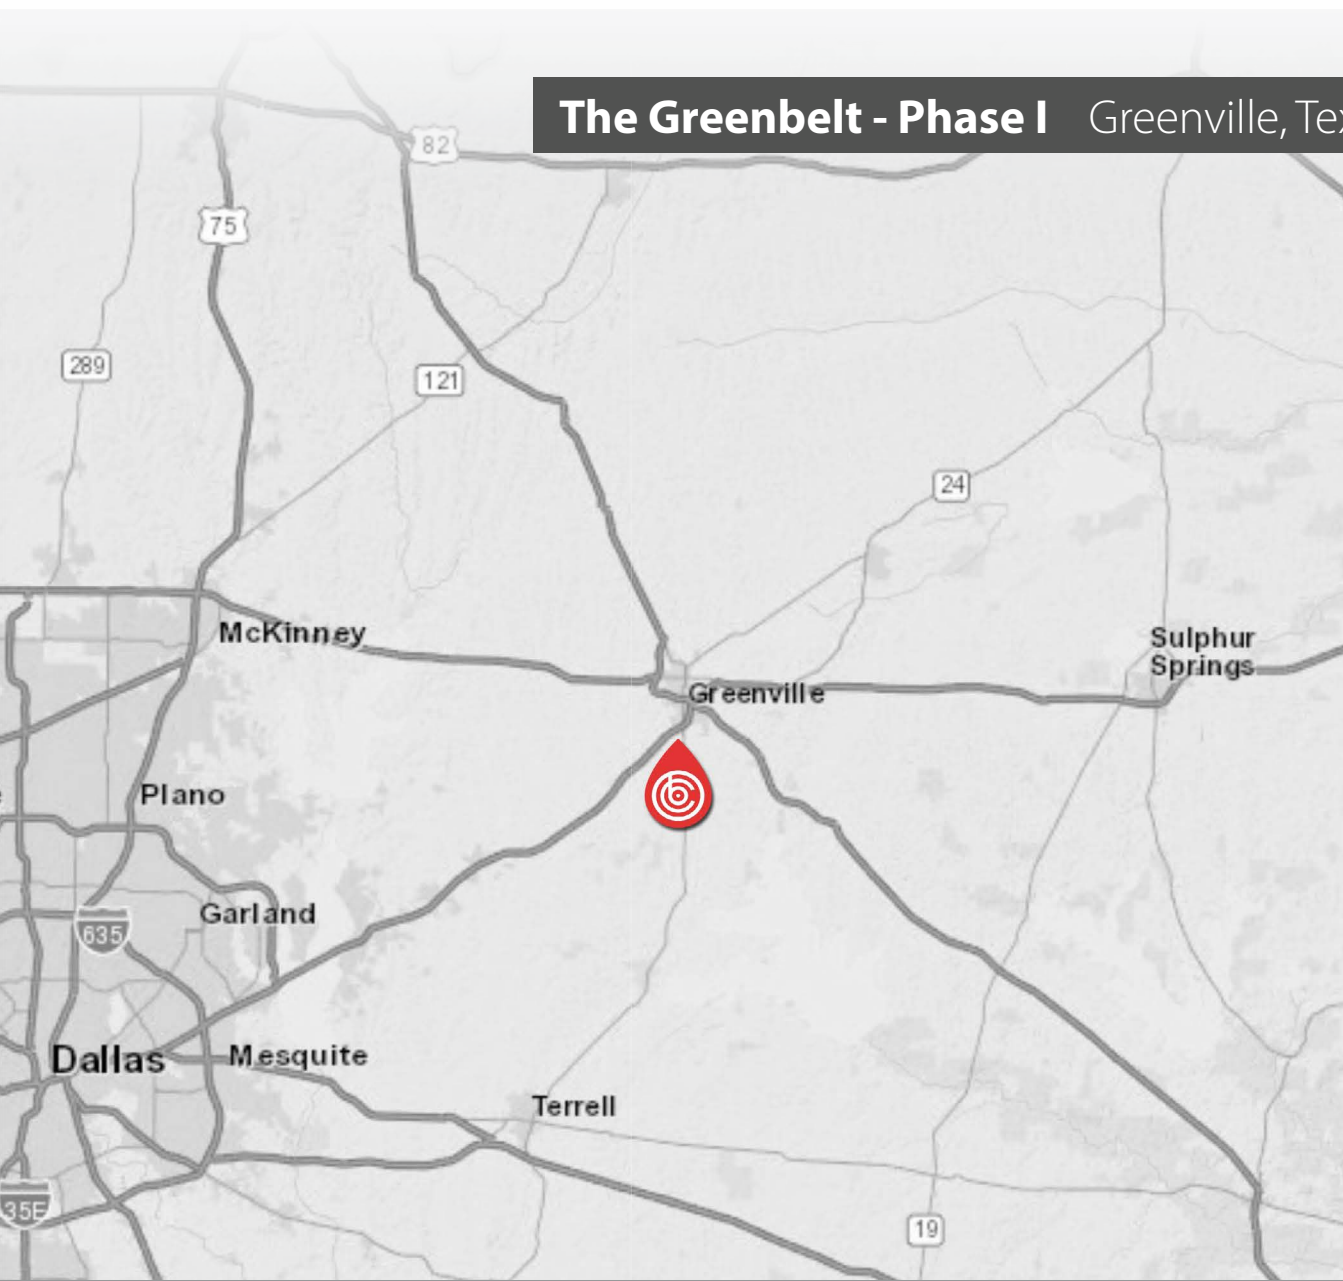 The Greenbelt - Phase I Greenville, Tex
82
75
289
121
24
McKinney
Sulphur
Springs
Greenville
Plano
Garland
635
Dallas
Mesquite
Terrell
35E
19